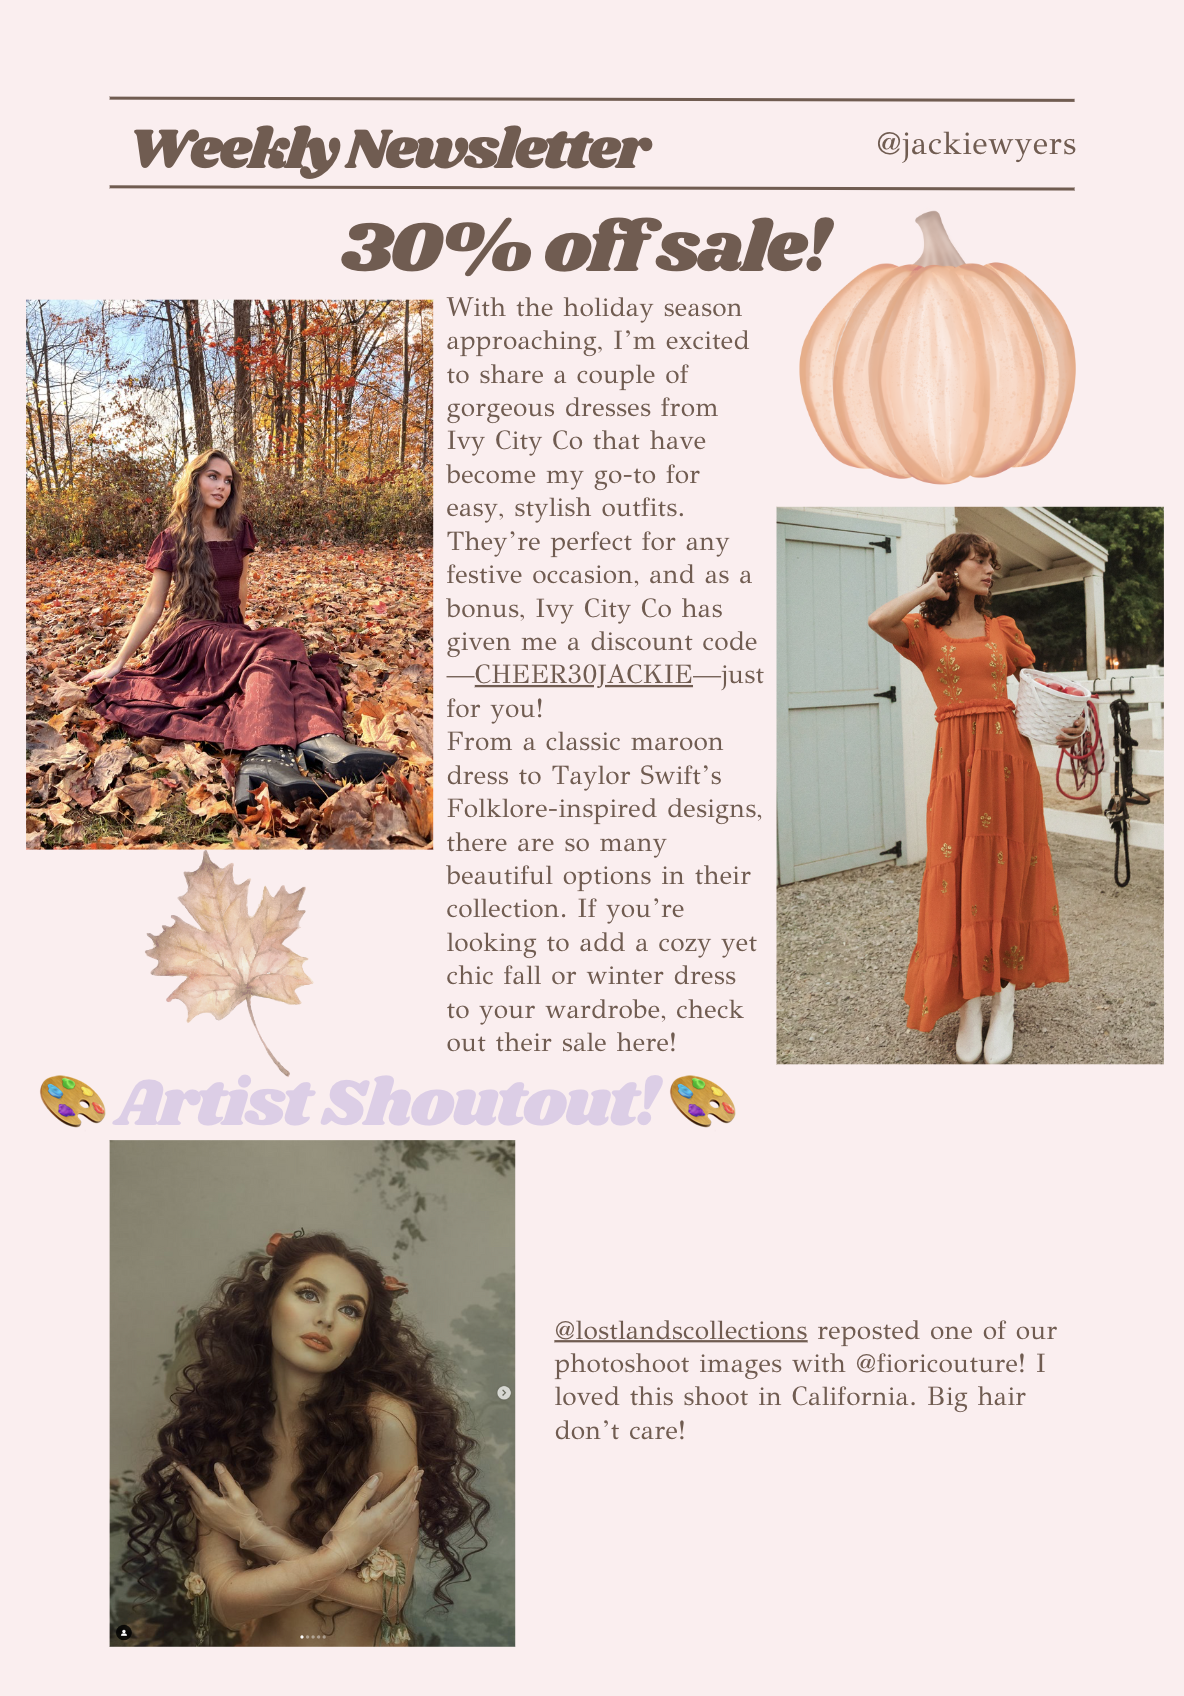 Weekly Newsletter
@jackiewyers
30% off sale!
With the holiday season
approaching, I’m excited
to share a couple of
gorgeous dresses from
Ivy City Co that have
become my go-to for
easy, stylish outfits.
They’re perfect for any
festive occasion, and as a
bonus, Ivy City Co has
given me a discount code
—CHEER30JACKIE—just
for you!
From a classic maroon
dress to Taylor Swift’s
Folklore-inspired designs,
there are so many
beautiful options in their
collection. If you’re
looking to add a cozy yet
chic fall or winter dress
to your wardrobe, check
out their sale here!
Artist Shoutout!
@lostlandscollections reposted one of our
photoshoot images with @fioricouture! I
loved this shoot in California. Big hair
don’t care!